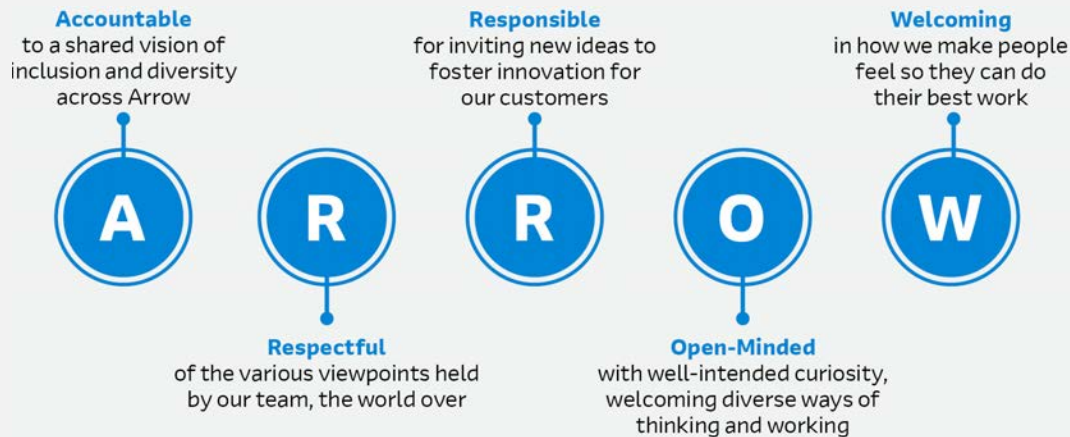 Accountable
to a shared vision of
inclusion and diversity
across Arrow
Responsible
for inviting new ideas to
foster innovation for
our customers
Welcoming
in how we make people
feel so they can do
their best work
A
R
R
O
W
Respectful
of the various viewpoints held
by our team, the world over
Open-Minded
with well-intended curiosity,
welcoming diverse ways of
thinking and working